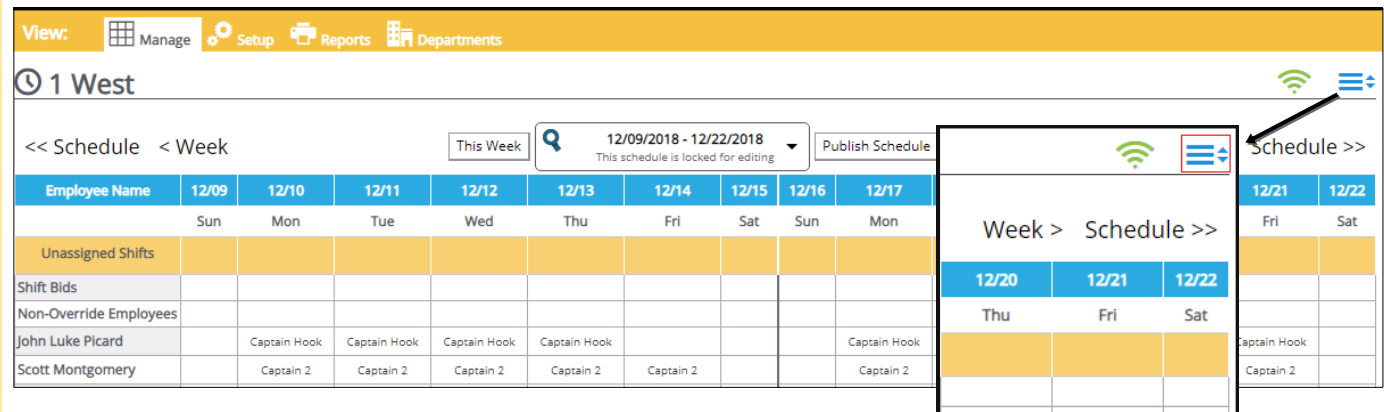 View: Manage Setup Reports Departments
1 West
<< Schedule < Week This Week 12/09/2018 - 12/22/2018 Publish Schedule Schedule >>
This schedule is locked for editing
Employee Name 12/09 12/10 12/11 12/12 12/13 12/14 12/15 12/16 12/17 12/21 12/22
Sun Mon Tue Wed Thu Fri Sat Sun Mon Fri Sat
Unassigned Shifts
Shift Bids
Non-Override Employees
John Luke Picard Captain Hook Captain Hook Captain Hook Captain Hook Captain Hook Captain Hook
Scott Montgomery Captain 2 Captain 2 Captain 2 Captain 2 Captain 2 Captain 2 Captain 2
Week > Schedule >>
12/20 12/21 12/22
Thu Fri Sat